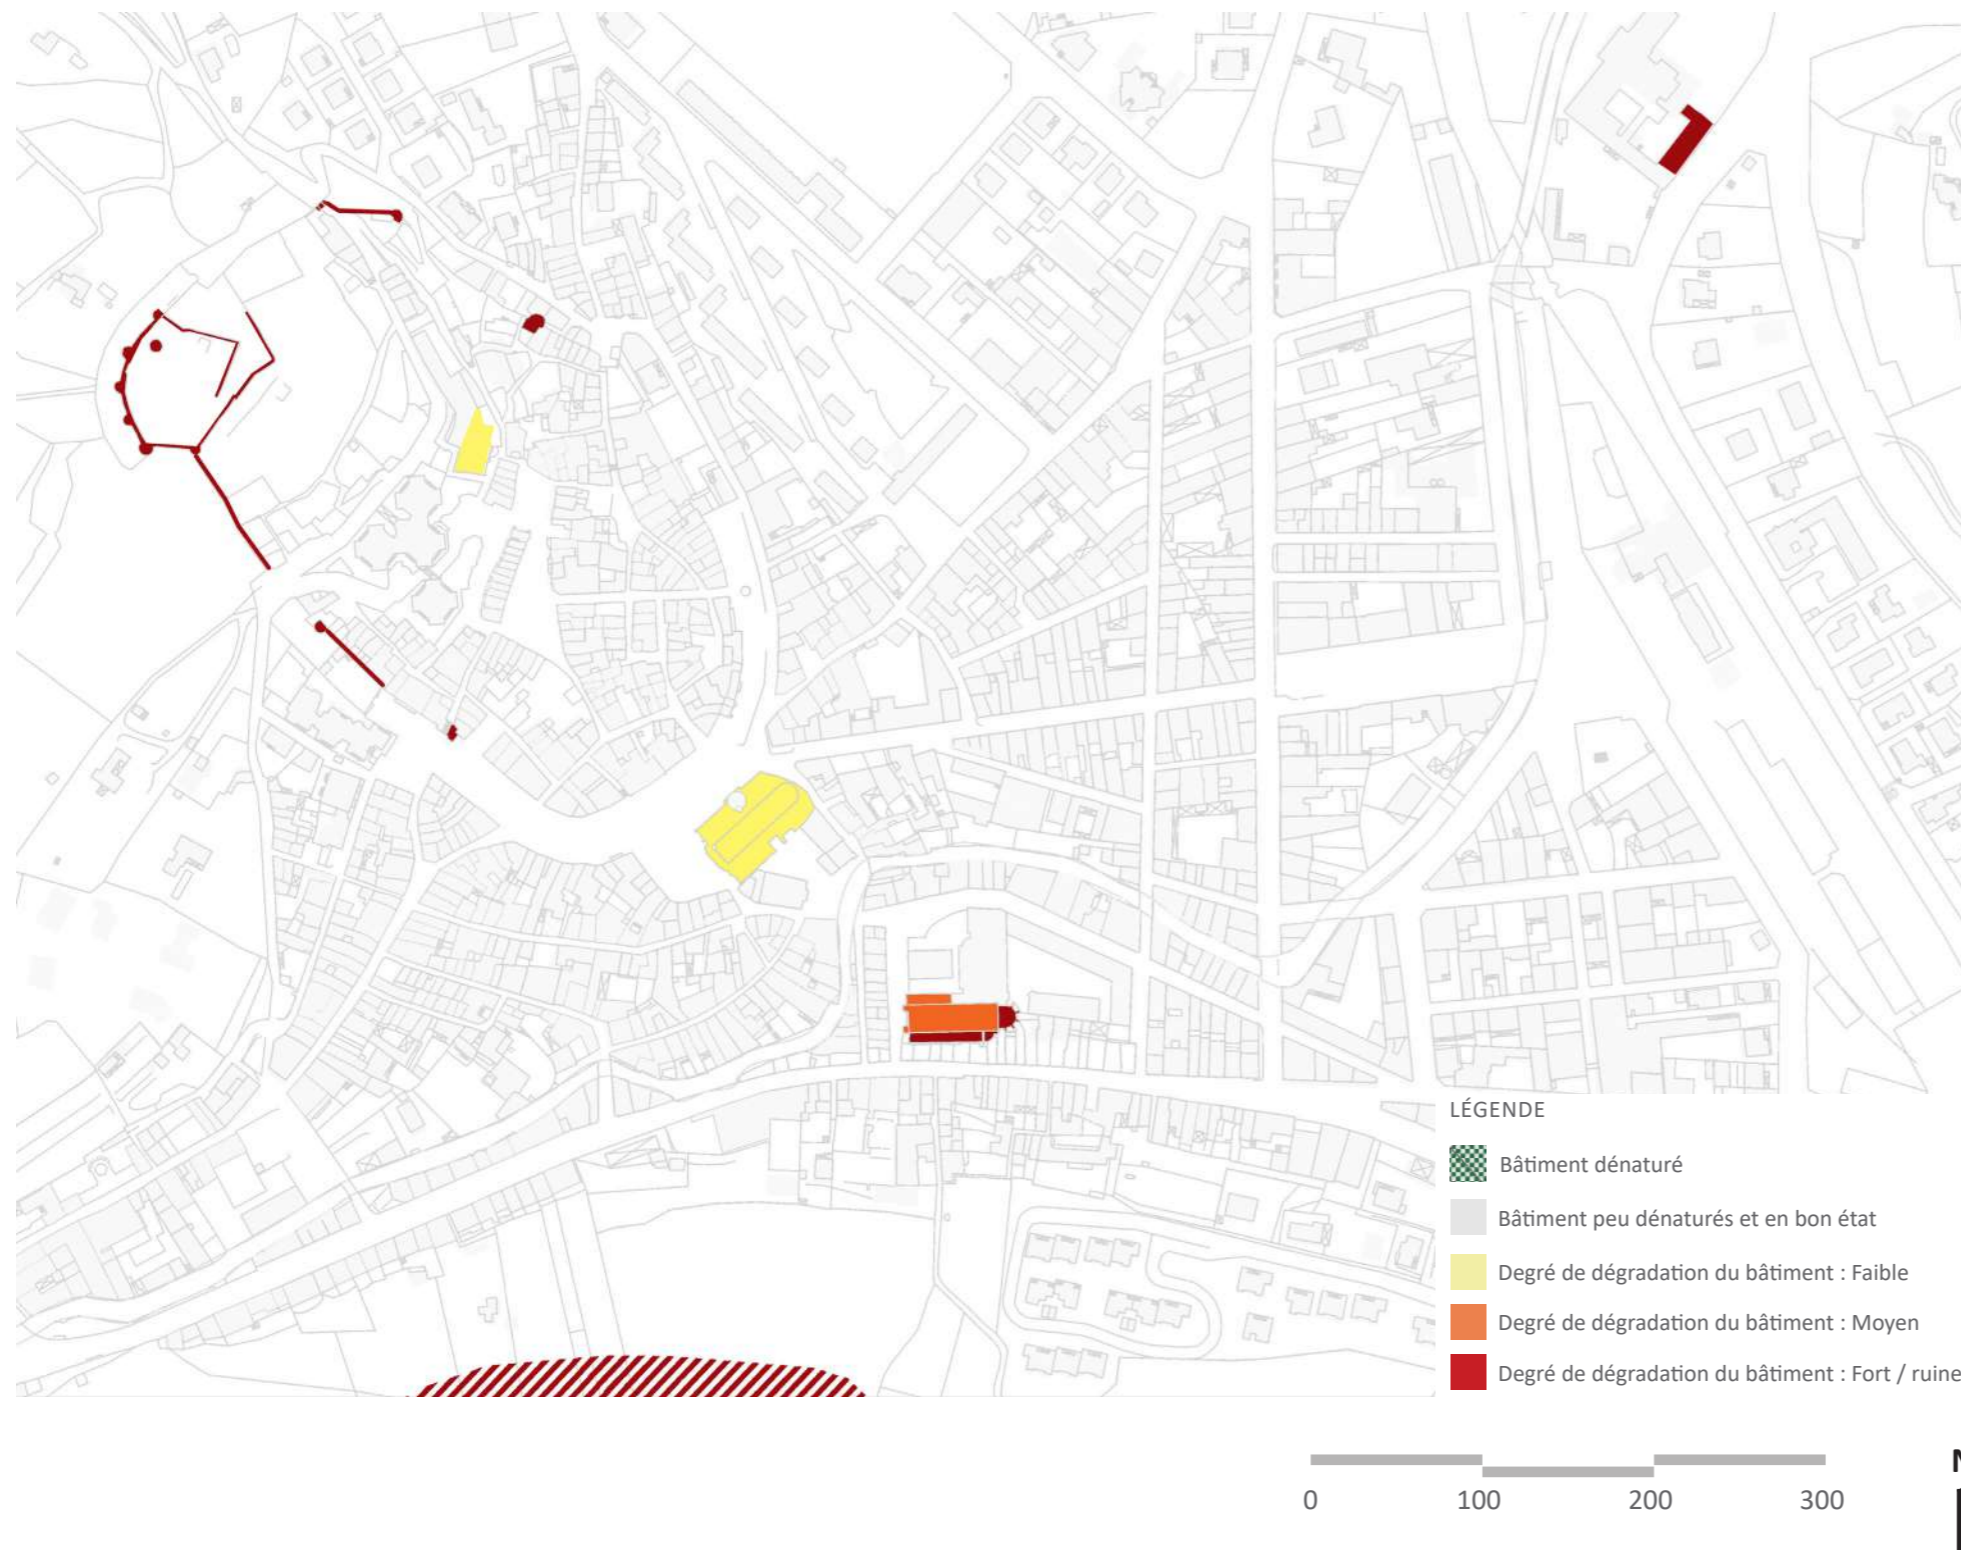 LÉGENDE
Bâtiment dénaturé
Bâtiment peu dénaturés et en bon état
Degré de dégradation du bâtiment : Faible
Degré de dégradation du bâtiment : Moyen
Degré de dégradation du bâtiment : Fort / ruine
0 100 200 300